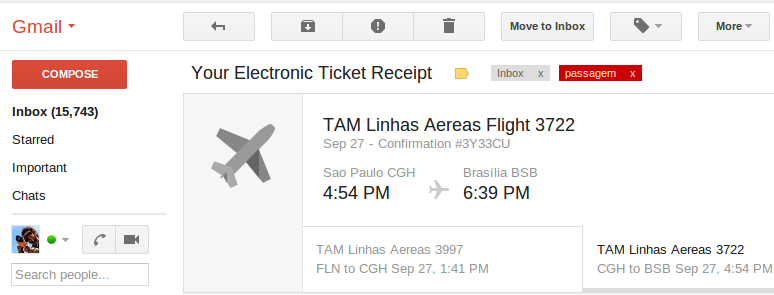 Gmail
Move to Inbox
More
COMPOSE
Your Electronic Ticket Receipt
Inbox x
passagem x
Inbox (15,743)
Starred
Important
Chats
Search people...
TAM Linhas Aereas Flight 3722
Sep 27 - Confirmation #3Y33CU
Sao Paulo CGH
4:54 PM
Brasília BSB
6:39 PM
TAM Linhas Aereas 3997
FLN to CGH Sep 27, 1:41 PM
TAM Linhas Aereas 3722
CGH to BSB Sep 27, 4:54 PM